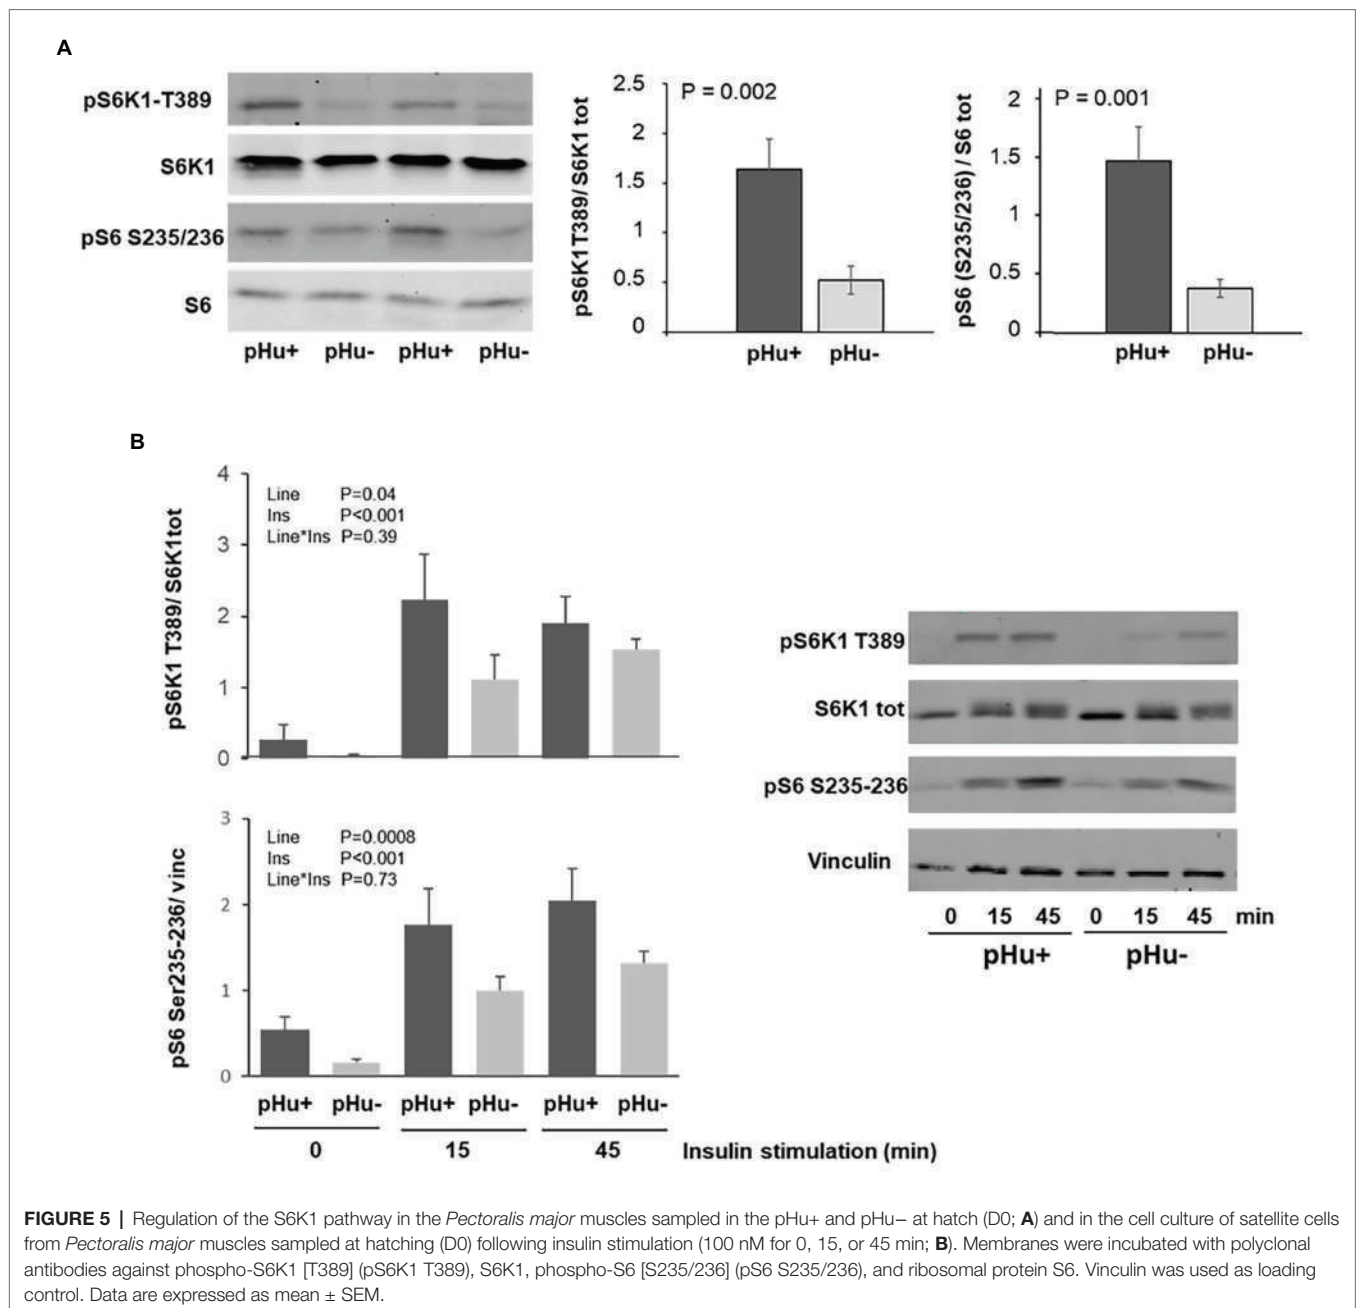 A
pS6K1-T389
S6K1
pS6 S235/236
S6
pHu+ pHu- pHu+ pHu-
pS6K1T389/ S6K1 tot
2.5
2
1.5
1
0.5
0
P = 0.002
pHu+ pHu-
pS6 (S235/236) / S6 tot
2
1.5
1
0.5
0
P = 0.001
pHu+ pHu-
B
pS6K1 T389/ S6K1tot
4
3
2
1
0
Line P=0.04
Ins P<0.001
Line*Ins P=0.39
pS6 Ser235-236/ vinc
3
2
1
0
Line P=0.0008
Ins P<0.001
Line*Ins P=0.73
pHu+ pHu- pHu+ pHu- pHu+ pHu-
0 15 45 Insulin stimulation (min)
pS6K1 T389
S6K1 tot
pS6 S235-236
Vinculin
0 15 45 0 15 45 min
pHu+ pHu-
FIGURE 5 | Regulation of the S6K1 pathway in the Pectoralis major muscles sampled in the pHu+ and pHu− at hatch (D0; A) and in the cell culture of satellite cells
from Pectoralis major muscles sampled at hatching (D0) following insulin stimulation (100 nM for 0, 15, or 45 min; B). Membranes were incubated with polyclonal
antibodies against phospho-S6K1 [T389] (pS6K1 T389), S6K1, phospho-S6 [S235/236] (pS6 S235/236), and ribosomal protein S6. Vinculin was used as loading
control. Data are expressed as mean ± SEM.